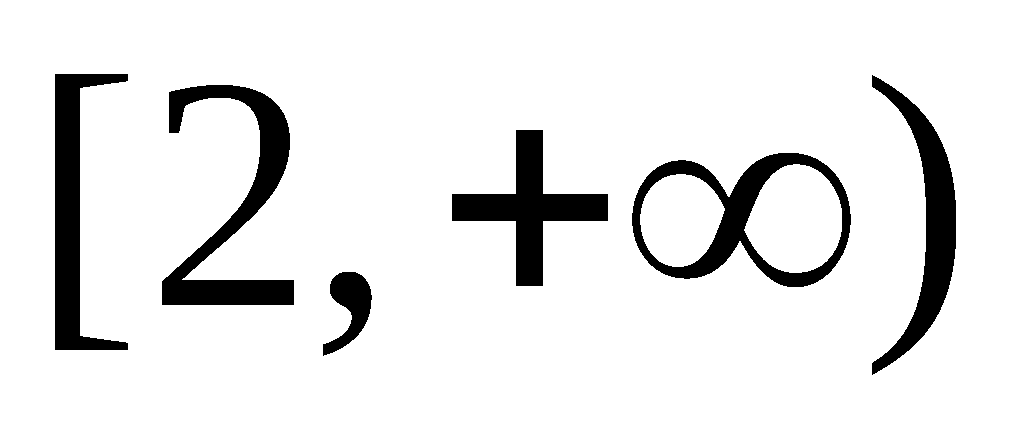 [2, +∞)